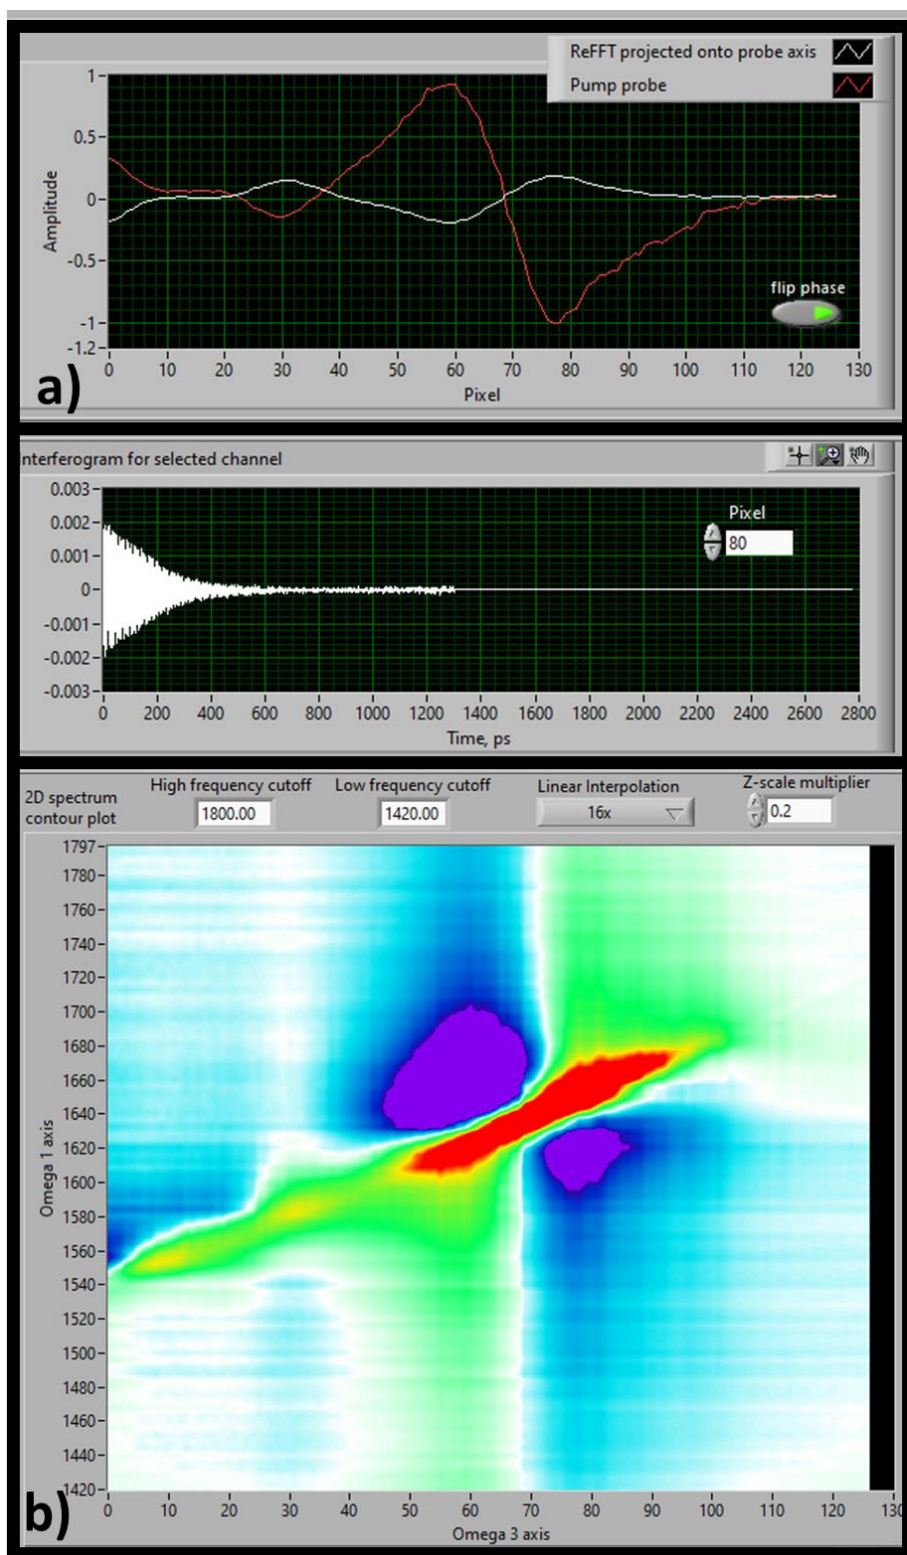 ReFFT projected onto probe axis
Pump probe
1
0.5
0
-0.5
-1
-1.2
Amplitude
flip phase
0 10 20 30 40 50 60 70 80 90 100 110 120 130
Pixel
a)
nterferogram for selected channel
0.003
0.002
0.001
0
-0.001
-0.002
-0.003
Pixel
80
0 200 400 600 800 1000 1200 1400 1600 1800 2000 2200 2400 2600 2800
Time, ps
2D spectrum
contour plot
High frequency cutoff
1800.00
Low frequency cutoff
1420.00
Linear Interpolation
16x
Z-scale multiplier
0.2
1797
1780
1760
1740
1720
1700
1680
1660
1640
1620
1600
1580
1560
1540
1520
1500
1480
1460
1440
1420
Omega 1 axis
0 10 20 30 40 50 60 70 80 90 100 110 120 130
Omega 3 axis
b)